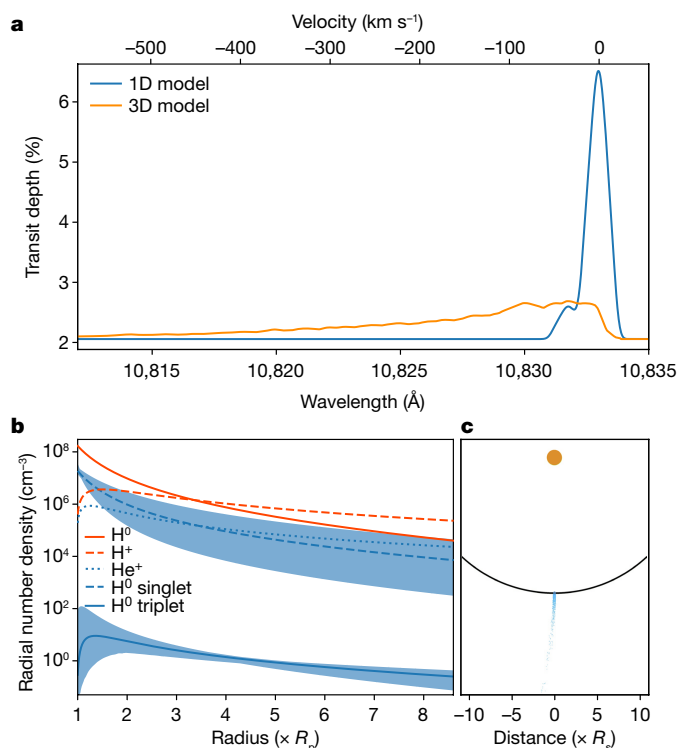 a
Velocity (km s⁻¹)
−500 −400 −300 −200 −100 0
1D model
3D model
6
5
4
3
2
Transit depth (%)
10,815 10,820 10,825 10,830 10,835
Wavelength (Å)
b
c
10⁸
10⁶
10⁴
10²
10⁰
Radial number density (cm⁻³)
H⁰
H⁺
He⁺
H⁰ singlet
H⁰ triplet
1 2 3 4 5 6 7 8
Radius (× Rₚ)
−10 −5 0 5 10
Distance (× Rₛ)